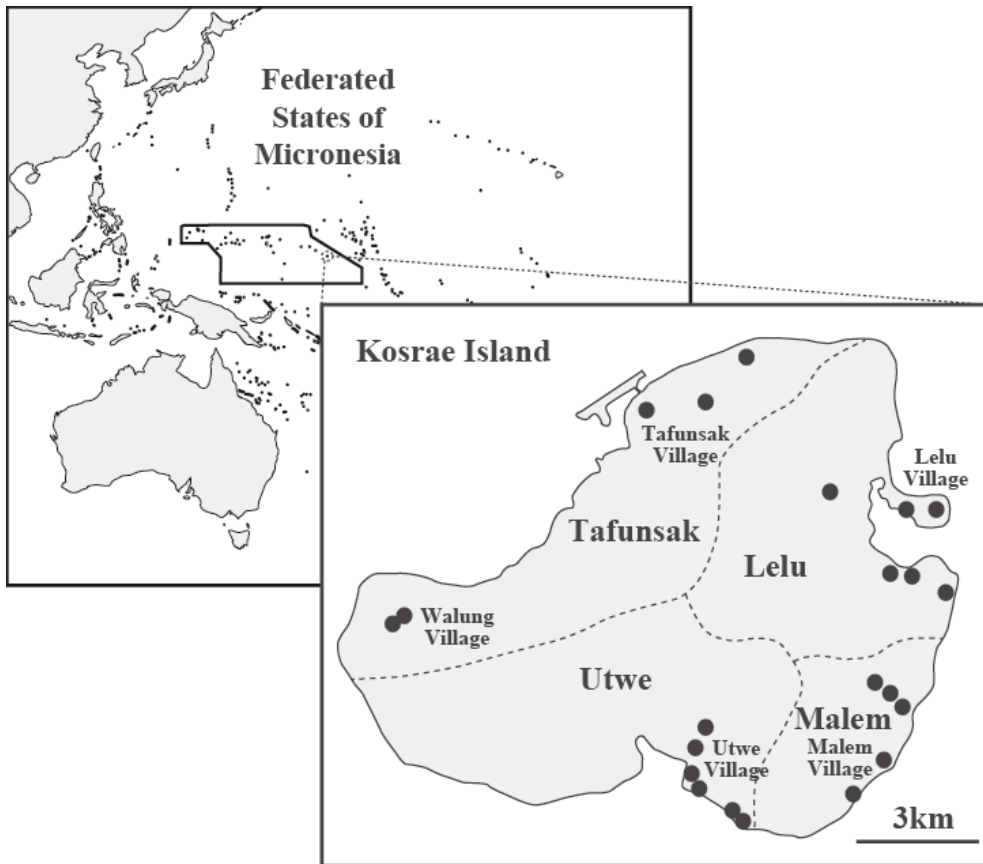 Federated
States of
Micronesia
Kosrae Island
Tafunsak
Village
Lelu
Village
Tafunsak
Lelu
Walung
Village
Utwe
Malem
Utwe
Village
Malem
Village
3km